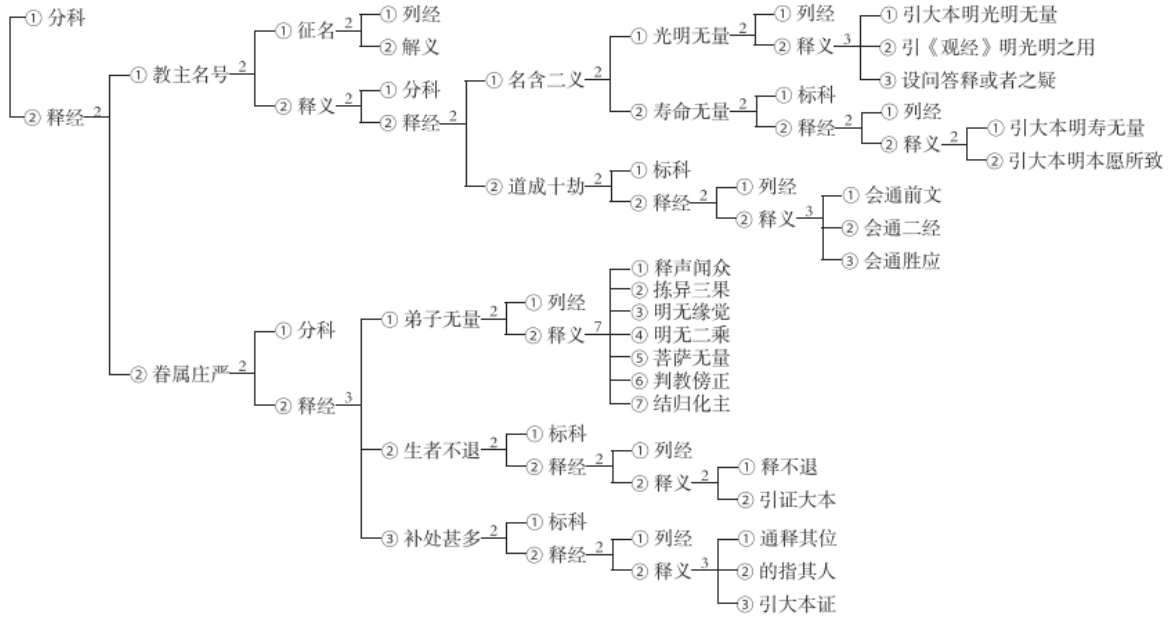 ① 分科
② 释经 2
① 教主名号 2
① 征名 2
① 列经
② 解义
② 释义 2
① 分科
② 释经 2
① 名含二义 2
① 光明无量 2
① 列经
② 释义 3
① 引大本明光明无量
② 引《观经》明光明之用
③ 设问答释或者之疑
② 寿命无量 2
① 标科
② 释经 2
① 列经
② 释义 2
① 引大本明寿无量
② 引大本明本愿所致
② 道成十劫 2
① 标科
② 释经 2
① 列经
② 释义 3
① 会通前文
② 会通二经
③ 会通胜应
② 眷属庄严 2
① 分科
② 释经 3
① 弟子无量 2
① 列经
② 释义 7
① 释声闻众
② 拣异三果
③ 明无缘觉
④ 明无二乘
⑤ 菩萨无量
⑥ 判教傍正
⑦ 结归化主
② 生者不退 2
① 标科
② 释经 2
① 列经
② 释义 2
① 释不退
② 引证大本
③ 补处甚多 2
① 标科
② 释经 2
① 列经
② 释义 3
① 通释其位
② 的指其人
③ 引大本证